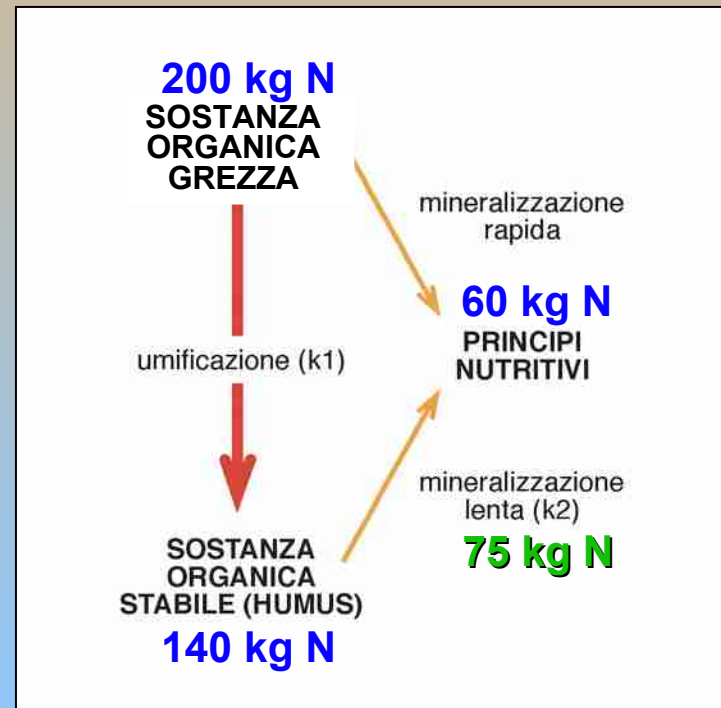 200 kg N
SOSTANZA
ORGANICA
GREZZA
mineralizzazione
rapida
60 kg N
PRINCIPI
NUTRITIVI
umificazione (k1)
mineralizzazione
lenta (k2)
75 kg N
SOSTANZA
ORGANICA
STABILE (HUMUS)
140 kg N